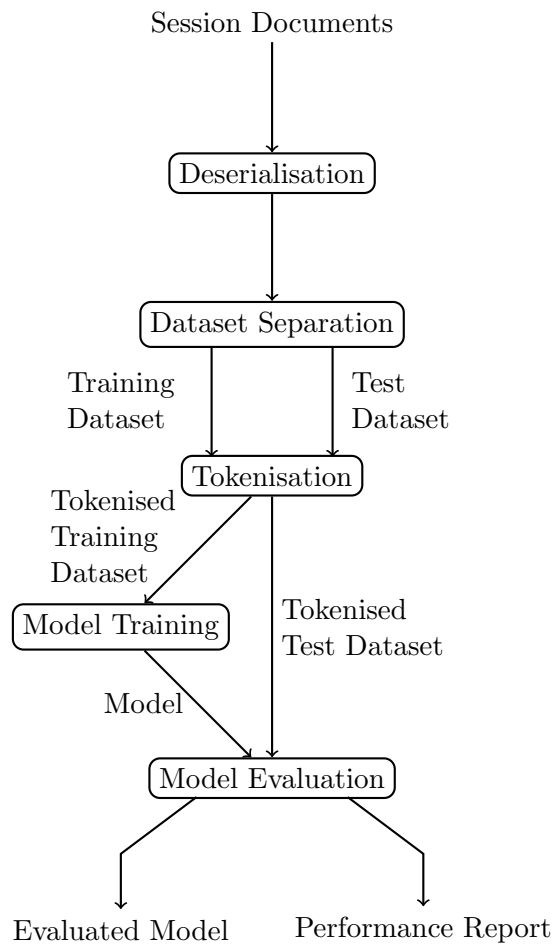 Session Documents
Deserialisation
Dataset Separation
Training
Dataset
Test
Dataset
Tokenisation
Tokenised
Training
Dataset
Model Training
Tokenised
Test Dataset
Model
Model Evaluation
Evaluated Model
Performance Report